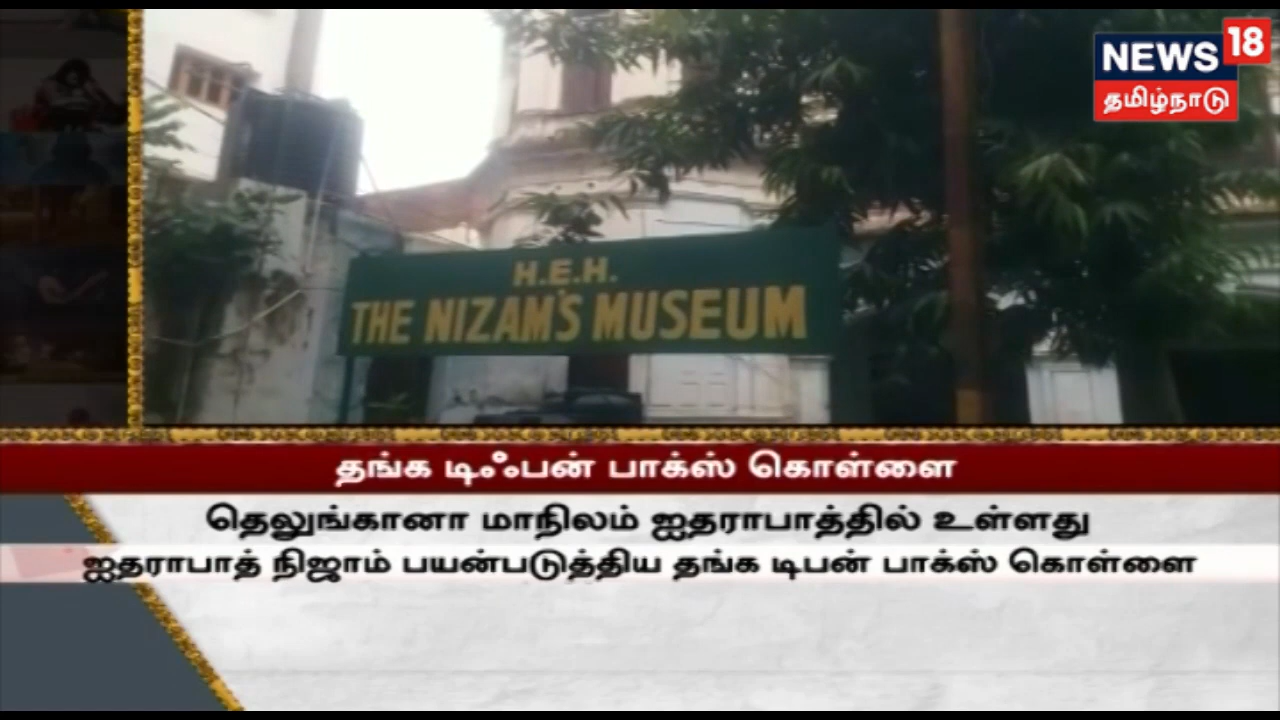 NEWS 18
தமிழ்நாடு
H.E.H.
THE NIZAM'S MUSEUM
தங்க டிஃபன் பாக்ஸ் கொள்ளை
தெலுங்கானா மாநிலம் ஐதராபாத்தில் உள்ளது
ஐதராபாத் நிஜாம் பயன்படுத்திய தங்க டிபன் பாக்ஸ் கொள்ளை